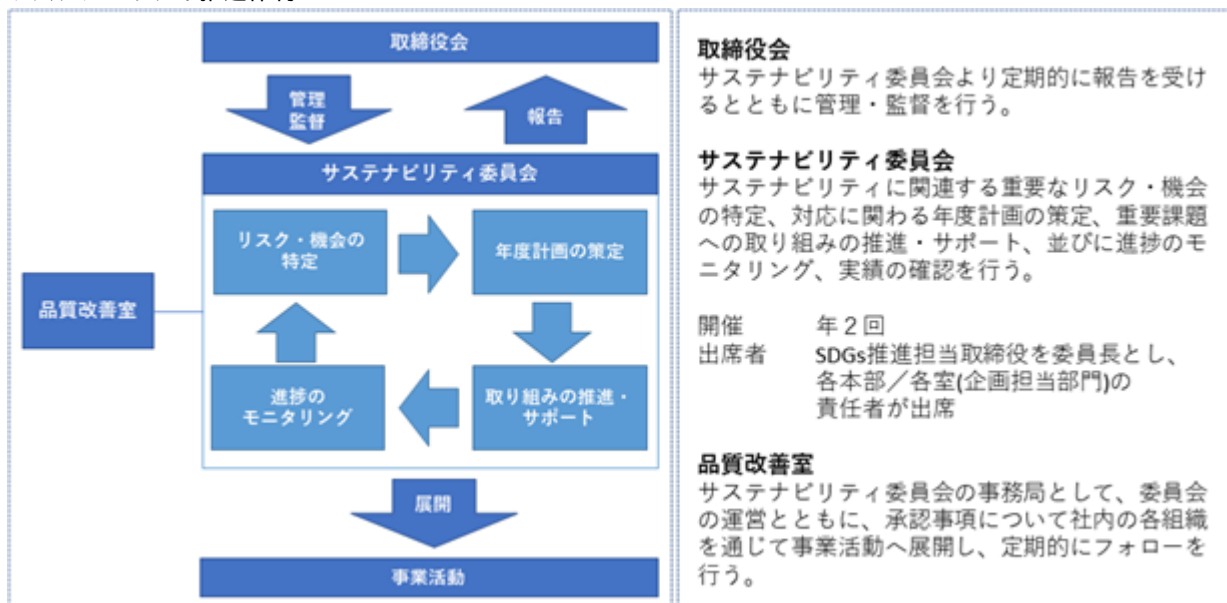 取締役会
管理
監督
報告
サステナビリティ委員会
リスク・機会の
特定
年度計画の策定
品質改善室
進捗の
モニタリング
取り組みの推進・
サポート
展開
事業活動
取締役会
サステナビリティ委員会より定期的に報告を受け
るとともに管理・監督を行う。
サステナビリティ委員会
サステナビリティに関連する重要なリスク・機会
の特定、対応に関わる年度計画の策定、重要課題
への取り組みの推進・サポート、並びに進捗のモ
ニタリング、実績の確認を行う。
開催 年２回
出席者 SDGs推進担当取締役を委員長とし、
各本部／各室(企画担当部門)の
責任者が出席
品質改善室
サステナビリティ委員会の事務局として、委員会
の運営とともに、承認事項について社内の各組織
を通じて事業活動へ展開し、定期的にフォローを
行う。